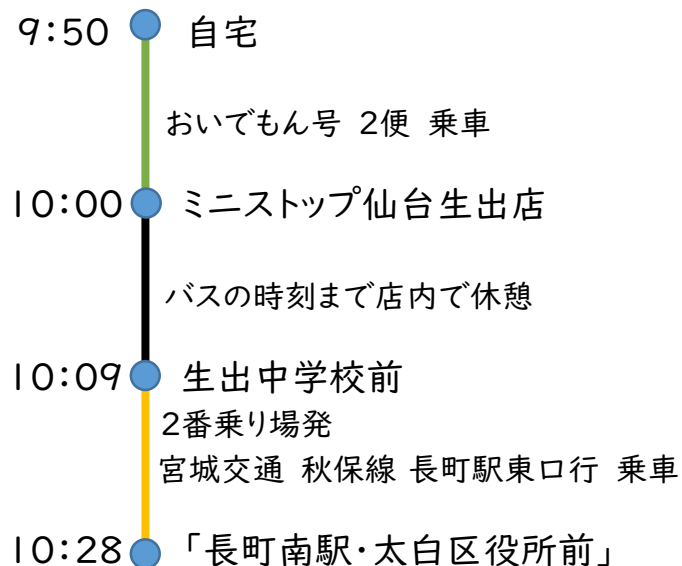 9:50 自宅
おいでもん号 2便 乗車
10:00 ミニストップ仙台生出店
バスの時刻まで店内で休憩
10:09 生出中学校前
2番乗り場発
宮城交通 秋保線 長町駅東口行 乗車
10:28 「長町南駅・太白区役所前」